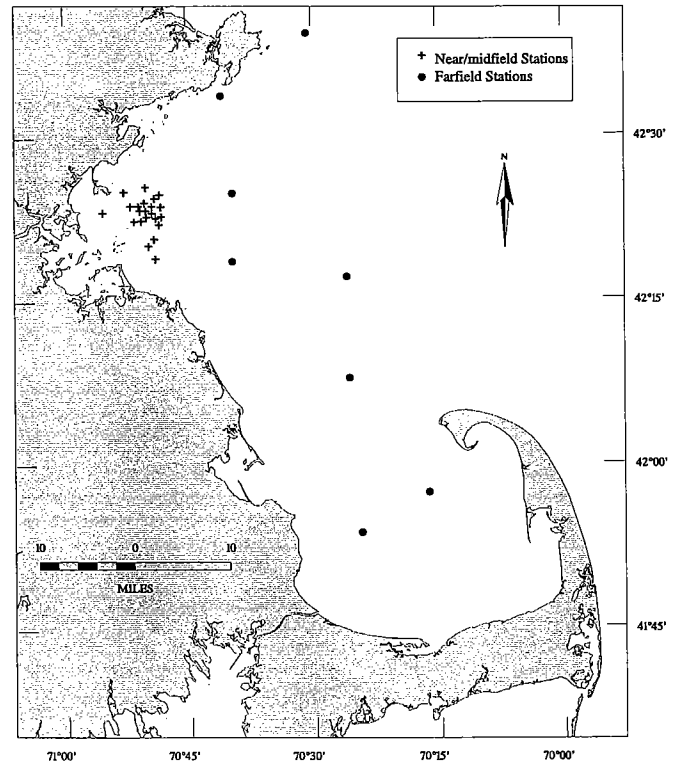 Near/midfield Stations
Farfield Stations
42°30'
N
42°15'
42°00'
10 0 10
MILES
41°45'
71°00' 70°45' 70°30' 70°15' 70°00'